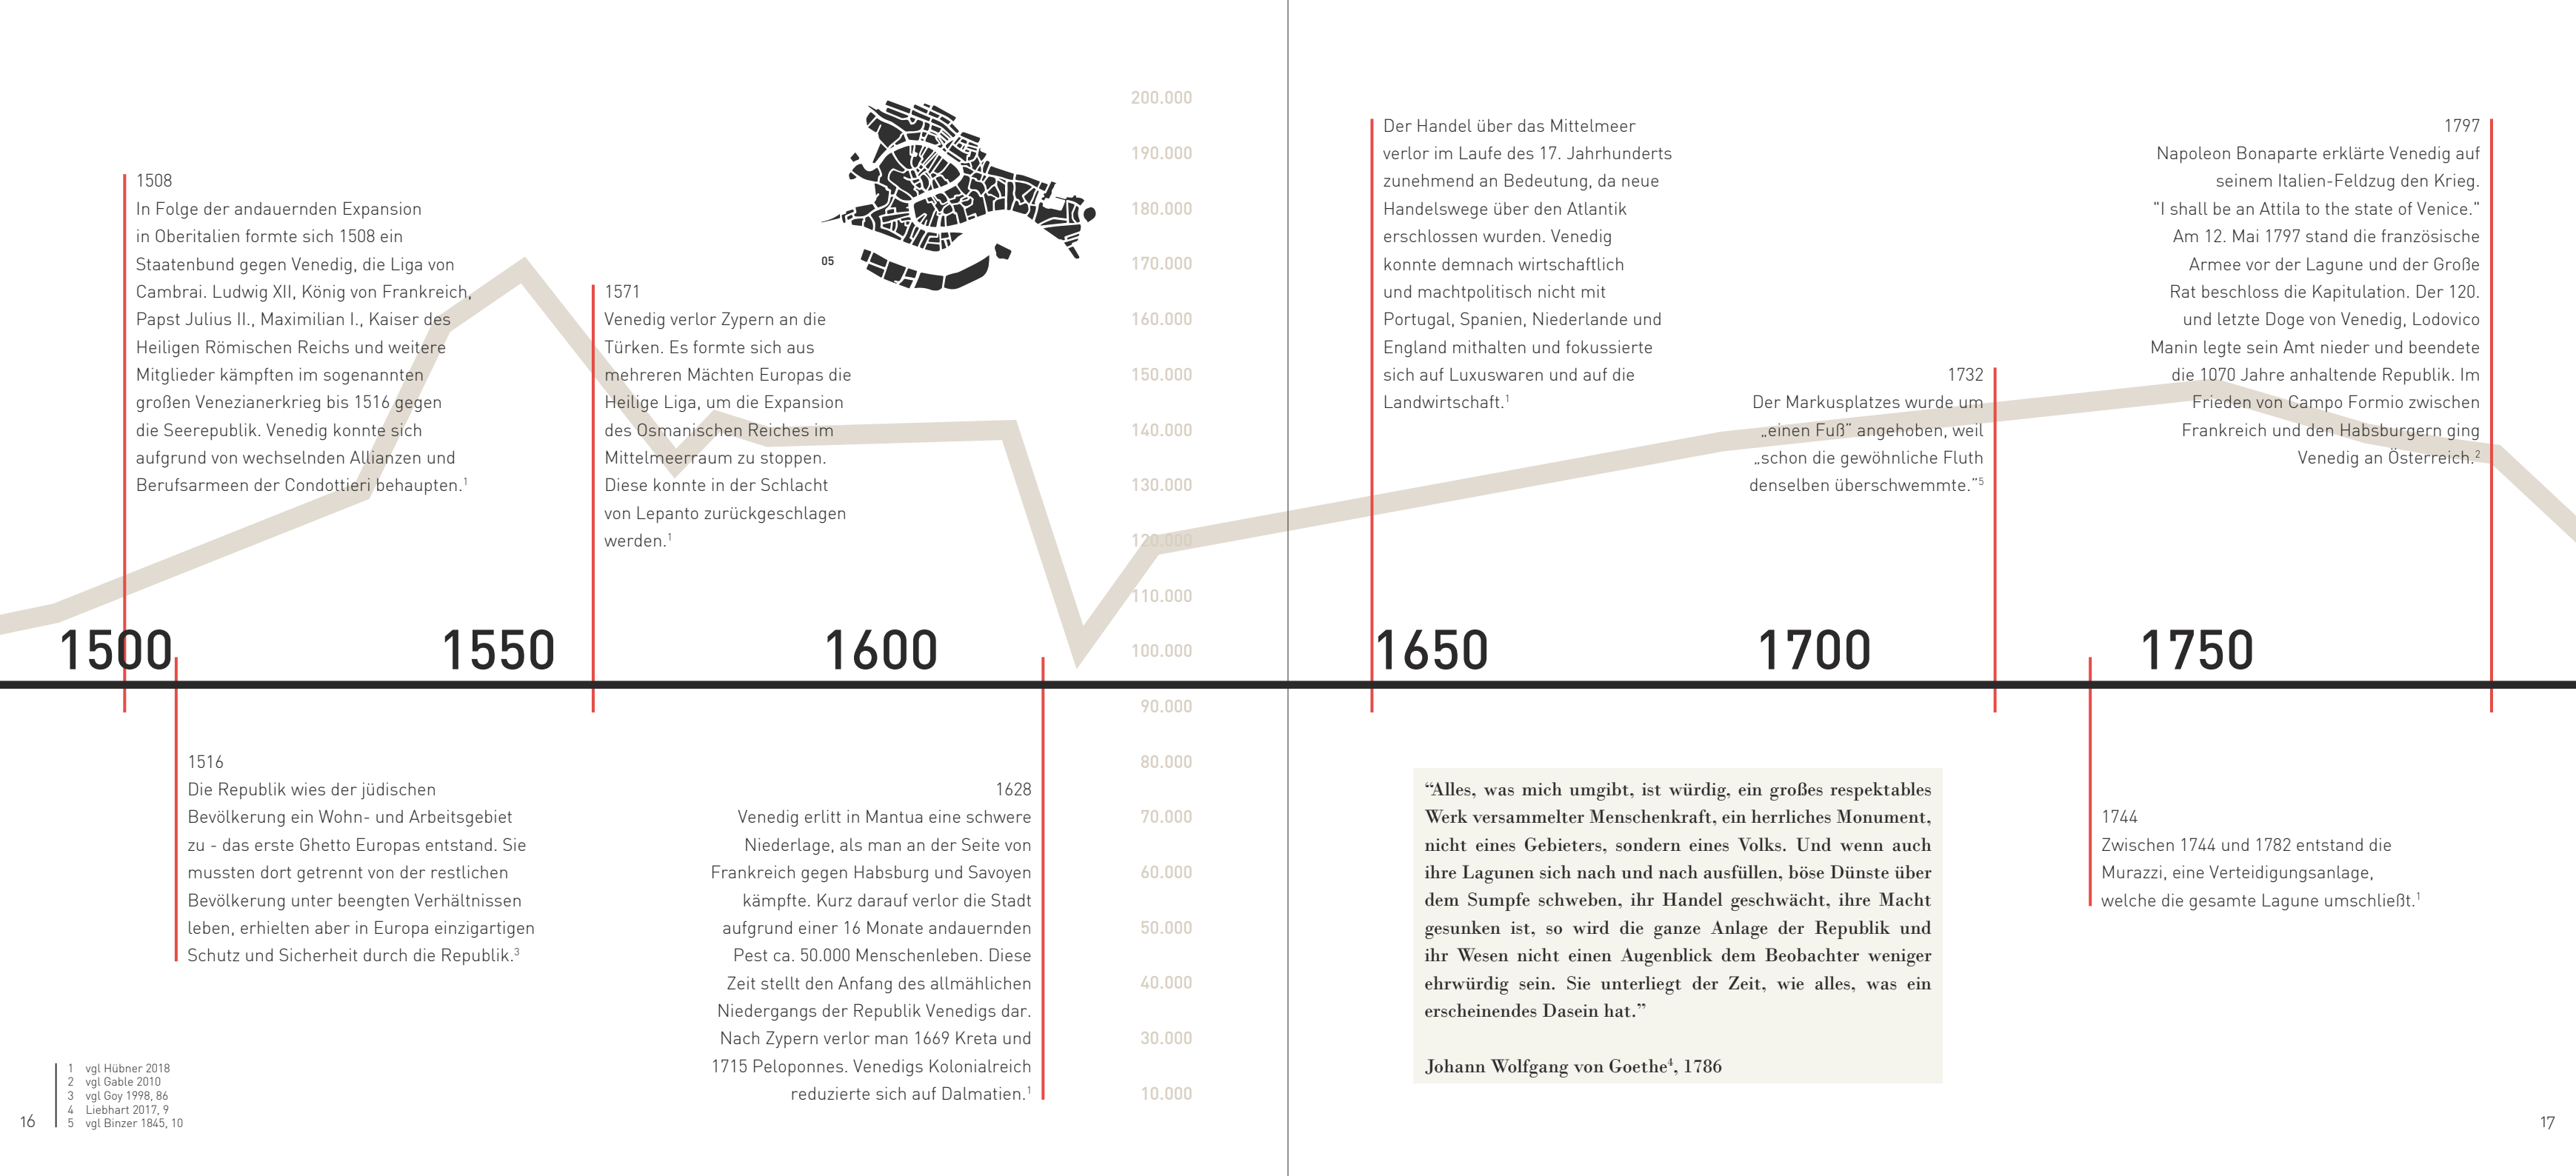 1508
In Folge der andauernden Expansion
in Oberitalien formte sich 1508 ein
Staatenbund gegen Venedig, die Liga von
Cambrai. Ludwig XII, König von Frankreich,
Papst Julius II., Maximilian I., Kaiser des
Heiligen Römischen Reichs und weitere
Mitglieder kämpften im sogenannten
großen Venezianerkrieg bis 1516 gegen
die Seerepublik. Venedig konnte sich
aufgrund von wechselnden Allianzen und
Berufsarmeen der Condottieri behaupten.1
1571
Venedig verlor Zypern an die
Türken. Es formte sich aus
mehreren Mächten Europas die
Heilige Liga, um die Expansion
des Osmanischen Reiches im
Mittelmeerraum zu stoppen.
Diese konnte in der Schlacht
von Lepanto zurückgeschlagen
werden.1
05
200.000
190.000
180.000
170.000
160.000
150.000
140.000
130.000
120.000
110.000
100.000
90.000
80.000
70.000
60.000
50.000
40.000
30.000
10.000
1500
1550
1600
1516
Die Republik wies der jüdischen
Bevölkerung ein Wohn- und Arbeitsgebiet
zu - das erste Ghetto Europas entstand. Sie
mussten dort getrennt von der restlichen
Bevölkerung unter beengten Verhältnissen
leben, erhielten aber in Europa einzigartigen
Schutz und Sicherheit durch die Republik.3
1628
Venedig erlitt in Mantua eine schwere
Niederlage, als man an der Seite von
Frankreich gegen Habsburg und Savoyen
kämpfte. Kurz darauf verlor die Stadt
aufgrund einer 16 Monate andauernden
Pest ca. 50.000 Menschenleben. Diese
Zeit stellt den Anfang des allmählichen
Niedergangs der Republik Venedigs dar.
Nach Zypern verlor man 1669 Kreta und
1715 Peloponnes. Venedigs Kolonialreich
reduzierte sich auf Dalmatien.1
1 vgl Hübner 2018
2 vgl Gable 2010
3 vgl Goy 1998, 86
4 Liebhart 2017, 9
5 vgl Binzer 1845, 10
16
Der Handel über das Mittelmeer
verlor im Laufe des 17. Jahrhunderts
zunehmend an Bedeutung, da neue
Handelswege über den Atlantik
erschlossen wurden. Venedig
konnte demnach wirtschaftlich
und machtpolitisch nicht mit
Portugal, Spanien, Niederlande und
England mithalten und fokussierte
sich auf Luxuswaren und auf die
Landwirtschaft.1
1732
Der Markusplatzes wurde um
„einen Fuß” angehoben, weil
„schon die gewöhnliche Fluth
denselben überschwemmte.”5
1797
Napoleon Bonaparte erklärte Venedig auf
seinem Italien-Feldzug den Krieg.
"I shall be an Attila to the state of Venice."
Am 12. Mai 1797 stand die französische
Armee vor der Lagune und der Große
Rat beschloss die Kapitulation. Der 120.
und letzte Doge von Venedig, Lodovico
Manin legte sein Amt nieder und beendete
die 1070 Jahre anhaltende Republik. Im
Frieden von Campo Formio zwischen
Frankreich und den Habsburgern ging
Venedig an Österreich.2
1650
1700
1750
“Alles, was mich umgibt, ist würdig, ein großes respektables
Werk versammelter Menschenkraft, ein herrliches Monument,
nicht eines Gebieters, sondern eines Volks. Und wenn auch
ihre Lagunen sich nach und nach ausfüllen, böse Dünste über
dem Sumpfe schweben, ihr Handel geschwächt, ihre Macht
gesunken ist, so wird die ganze Anlage der Republik und
ihr Wesen nicht einen Augenblick dem Beobachter weniger
ehrwürdig sein. Sie unterliegt der Zeit, wie alles, was ein
erscheinendes Dasein hat.”
Johann Wolfgang von Goethe4, 1786
1744
Zwischen 1744 und 1782 entstand die
Murazzi, eine Verteidigungsanlage,
welche die gesamte Lagune umschließt.1
17